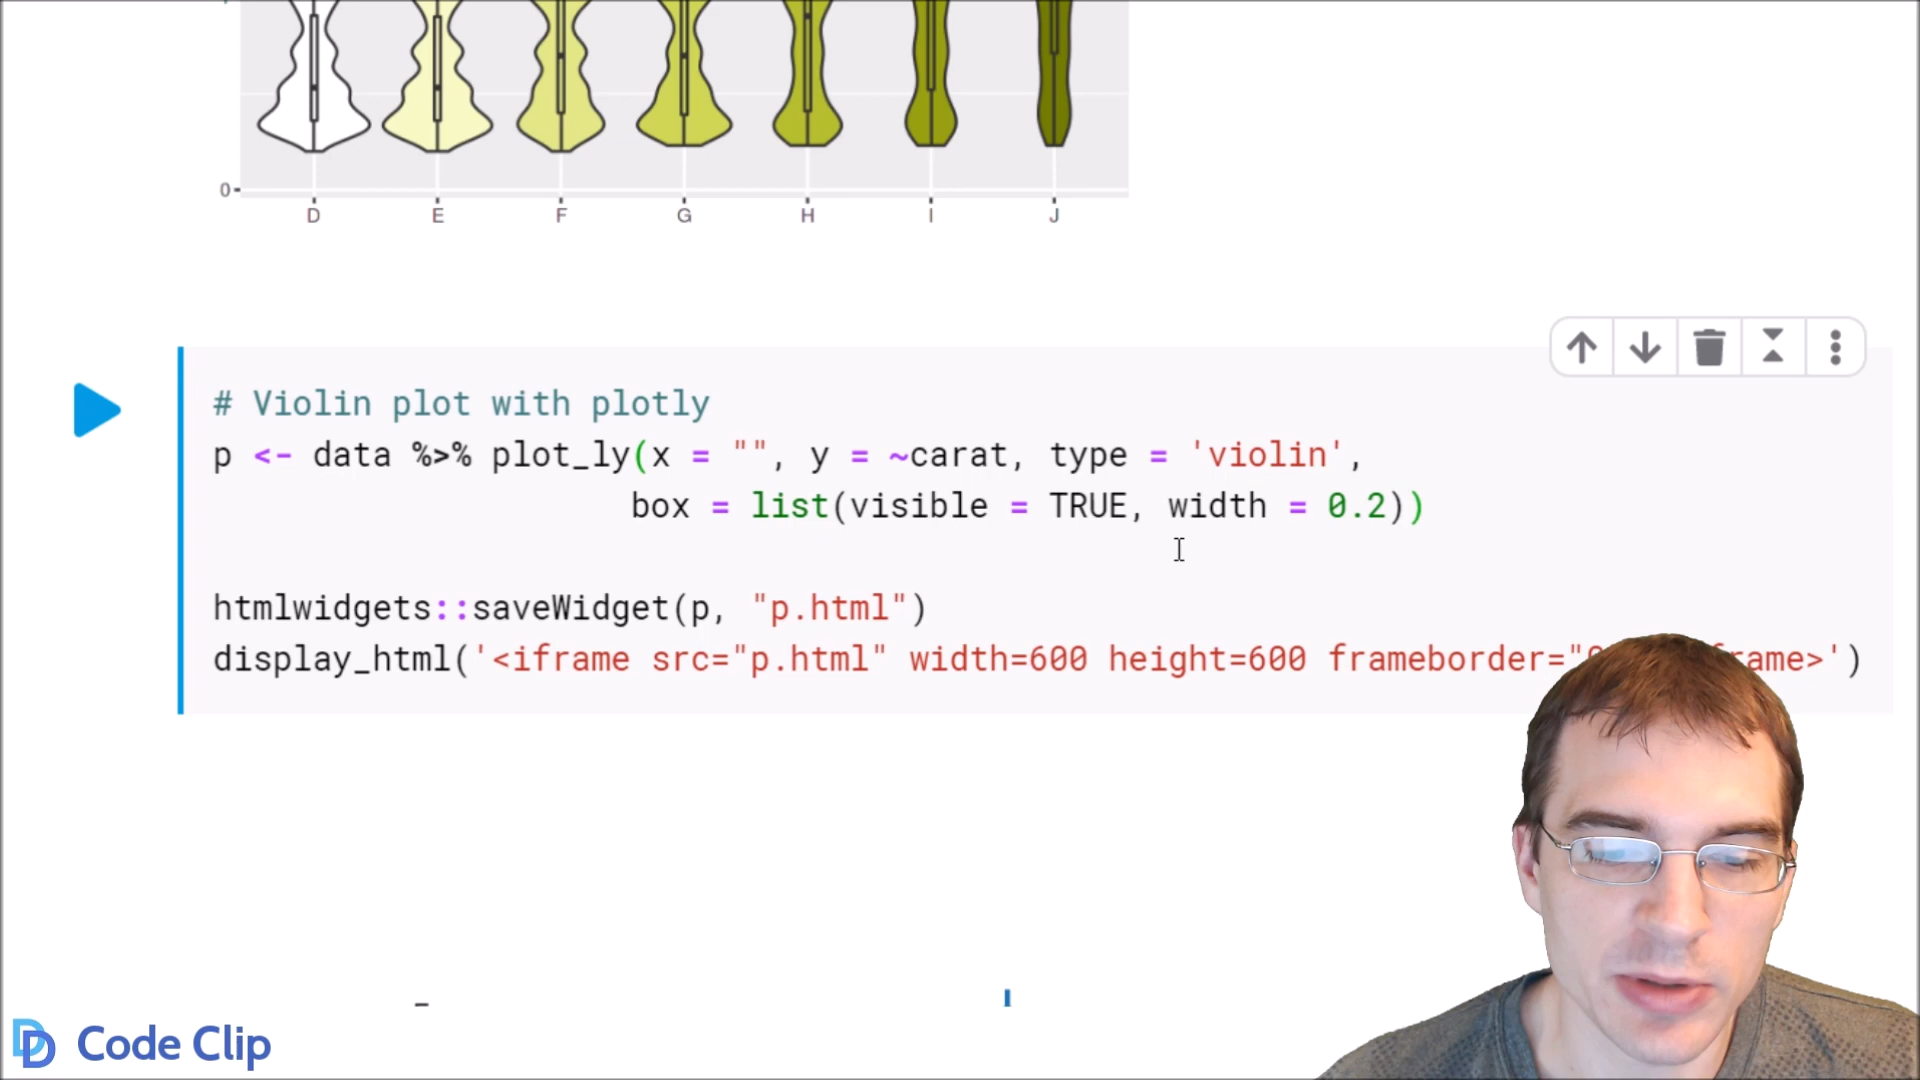 0
D E F G H I J
# Violin plot with plotly
p <- data %>% plot_ly(x = "", y = ~carat, type = 'violin',
box = list(visible = TRUE, width = 0.2))
htmlwidgets::saveWidget(p, "p.html")
display_html('<iframe src="p.html" width=600 height=600 frameborder="
rame>')
Code Clip